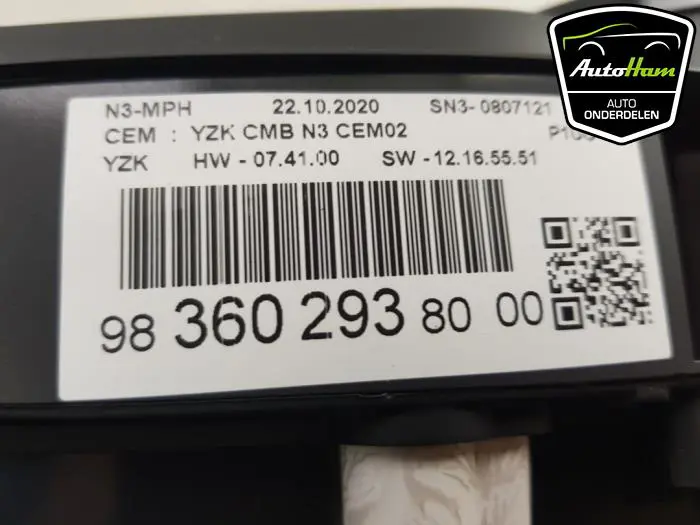 AutoHam
AUTO
ONDERDELEN
N3-MPH 22.10.2020 SN3-0807121
CEM : YZK CMB N3 CEM02
YZK HW - 07.41.00 SW -12.16.55.51
98 360 293 80 00